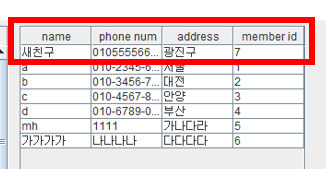 name phone num address member id
새친구 010555566... 광진구 7
a 010-2345-6... 서울 1
b 010-3456-7... 대전 2
c 010-4567-8... 안양 3
d 010-6789-0... 부산 4
mh 1111 가나다라 5
가가가가 나나나나 다다다다 6